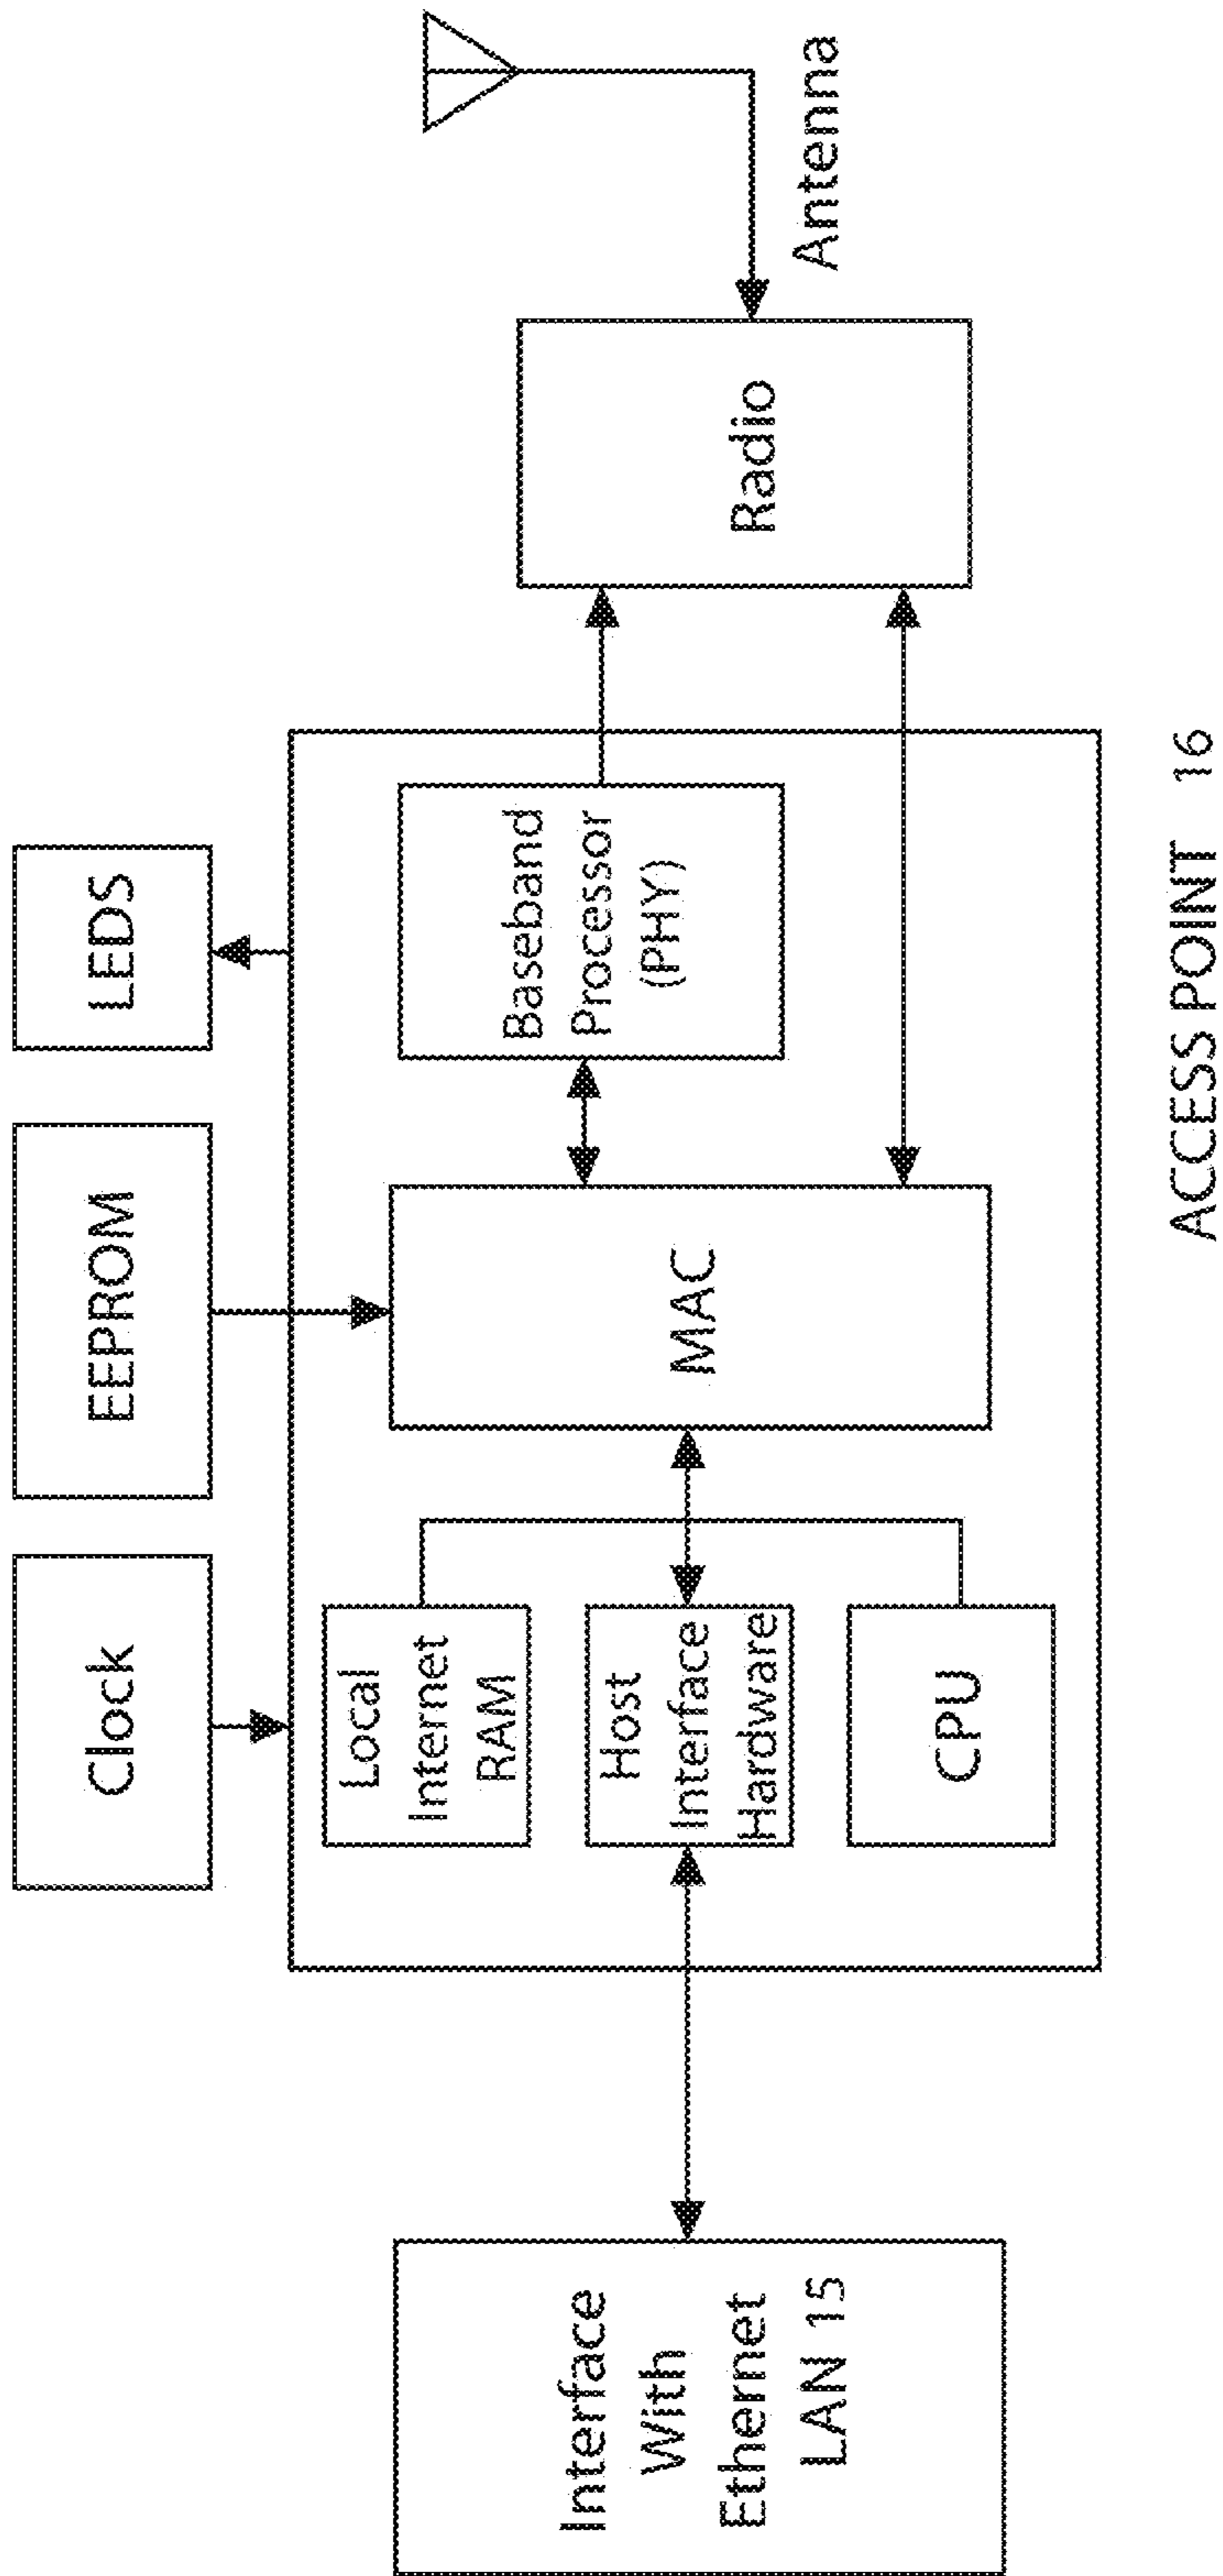 Clock
EEPROM
LEDS
Local
Internet
RAM
Host
Interface
Hardware
CPU
MAC
Baseband
Processor
(PHY)
Radio
Antenna
Interface
With
Ethernet
LAN 15
ACCESS POINT 16